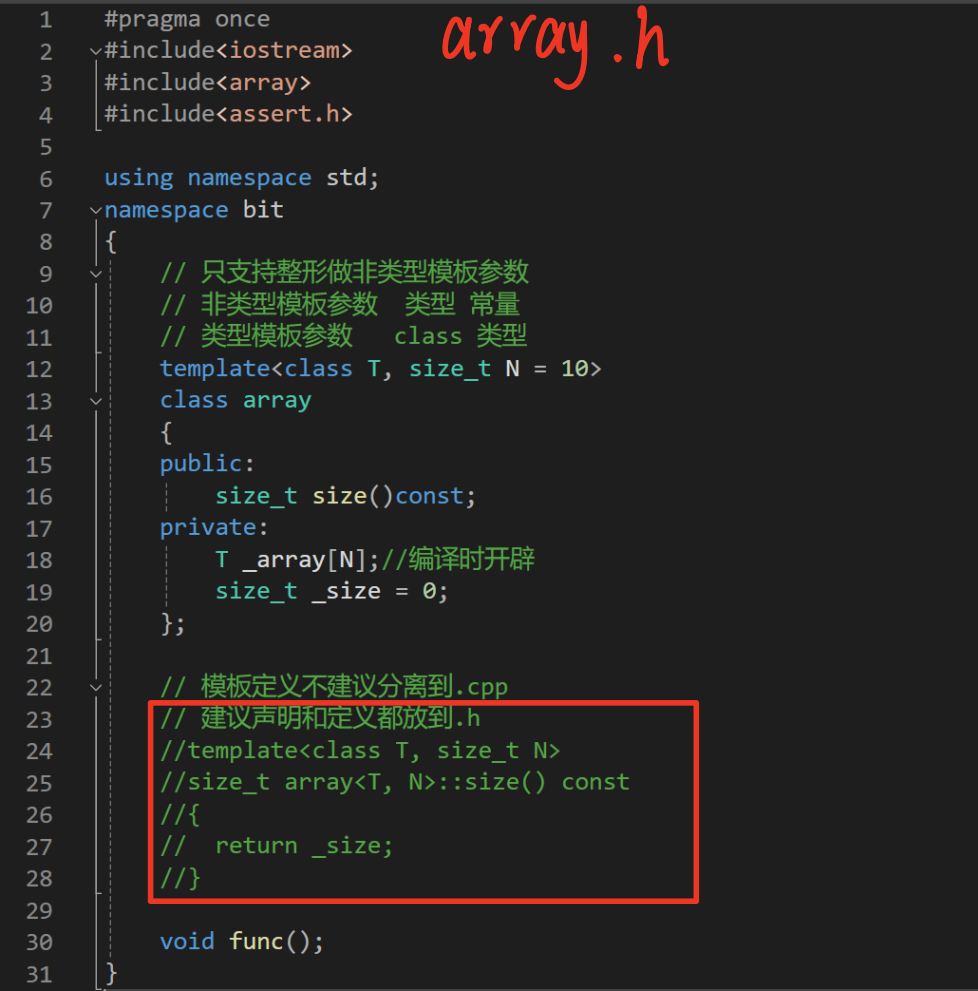 array.h
1 #pragma once
2 #include<iostream>
3 #include<array>
4 #include<assert.h>
5
6 using namespace std;
7 namespace bit
8 {
9 // 只支持整形做非类型模板参数
10 // 非类型模板参数 类型 常量
11 // 类型模板参数 class 类型
12 template<class T, size_t N = 10>
13 class array
14 {
15 public:
16 size_t size()const;
17 private:
18 T _array[N];//编译时开辟
19 size_t _size = 0;
20 };
21
22 // 模板定义不建议分离到.cpp
23 // 建议声明和定义都放到.h
24 //template<class T, size_t N>
25 //size_t array<T, N>::size() const
26 //{
27 // return _size;
28 //}
29
30 void func();
31 }